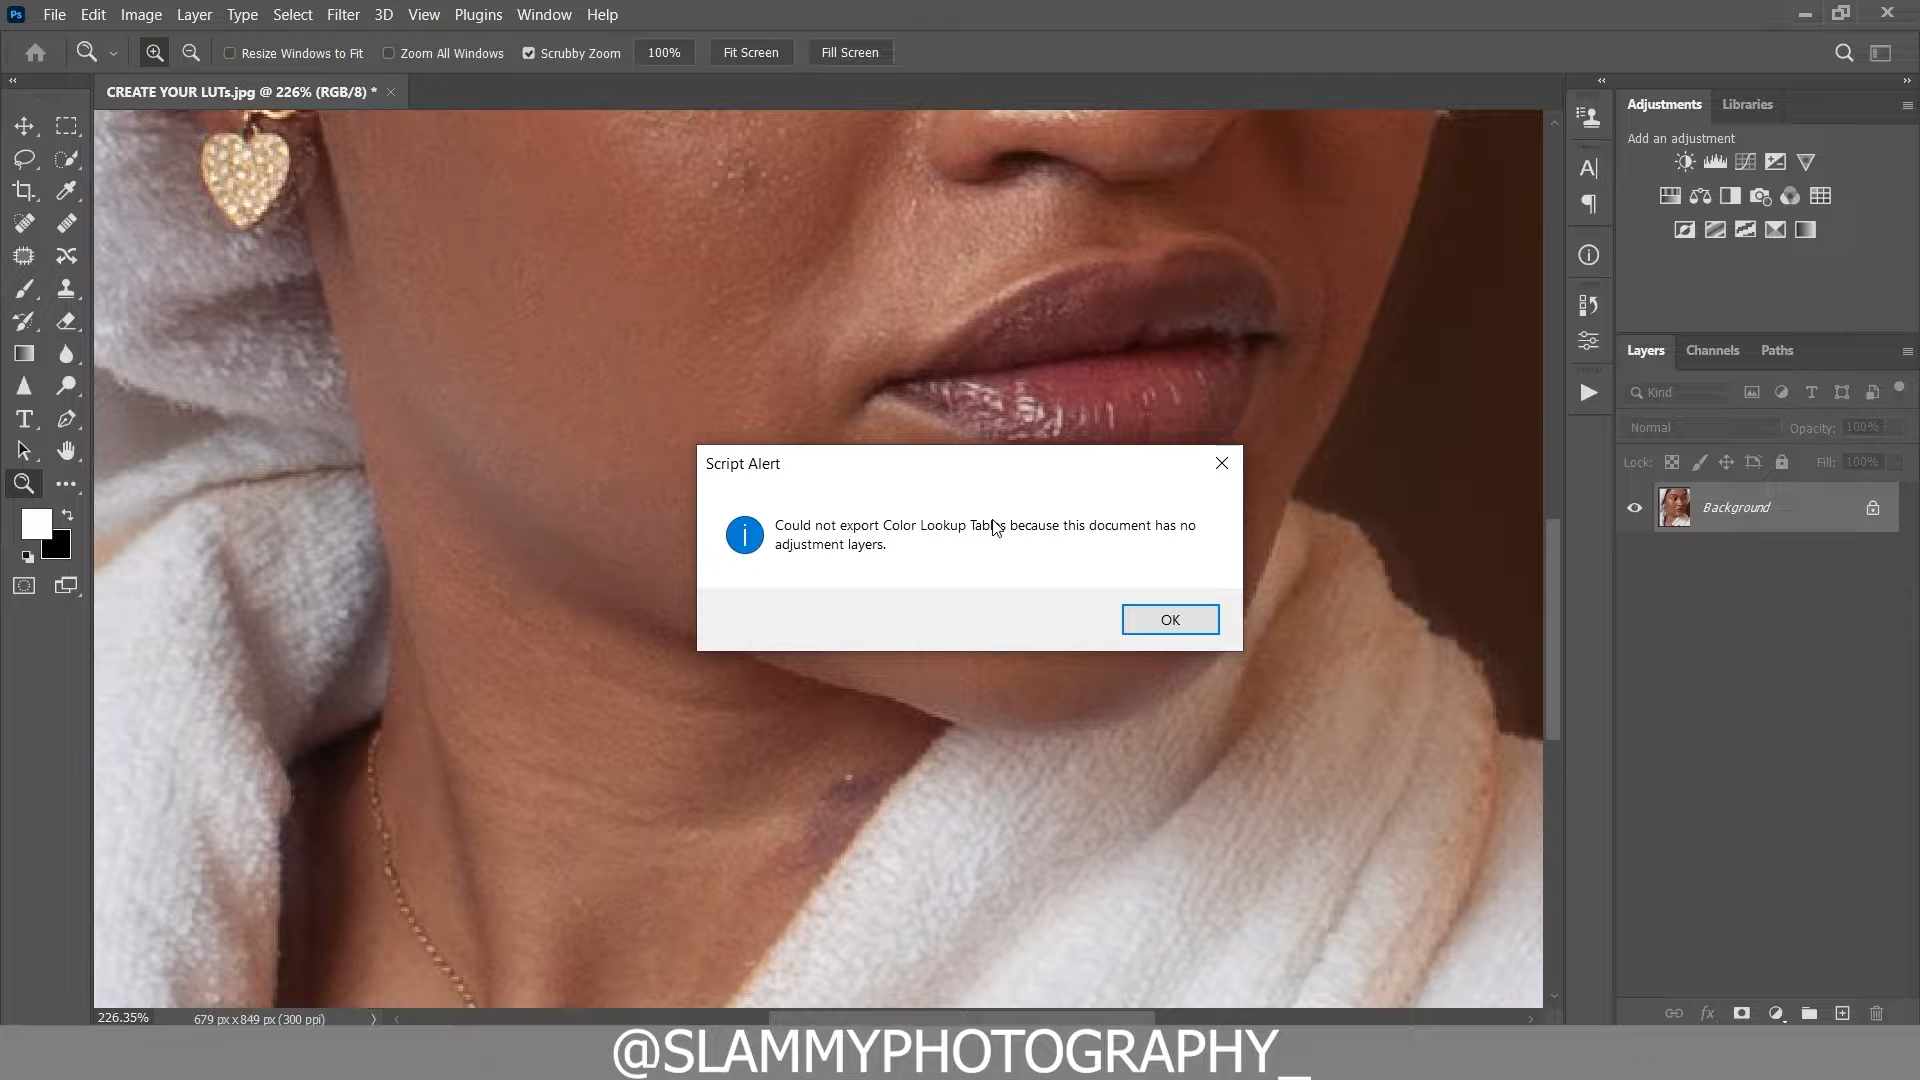 Ps File Edit Image Layer Type Select Filter 3D View Plugins Window Help
Resize Windows to Fit Zoom All Windows Scrubby Zoom 100% Fit Screen Fill Screen
CREATE YOUR LUTs.jpg @ 226% (RGB/8) *
Adjustments Libraries
Add an adjustment
Layers Channels Paths
Kind
Normal Opacity: 100%
Lock: Fill: 100%
Background
Script Alert
Could not export Color Lookup Tables because this document has no
adjustment layers.
OK
226.35% 679 px x 849 px (300 ppi)
@SLAMMYPHOTOGRAPHY_